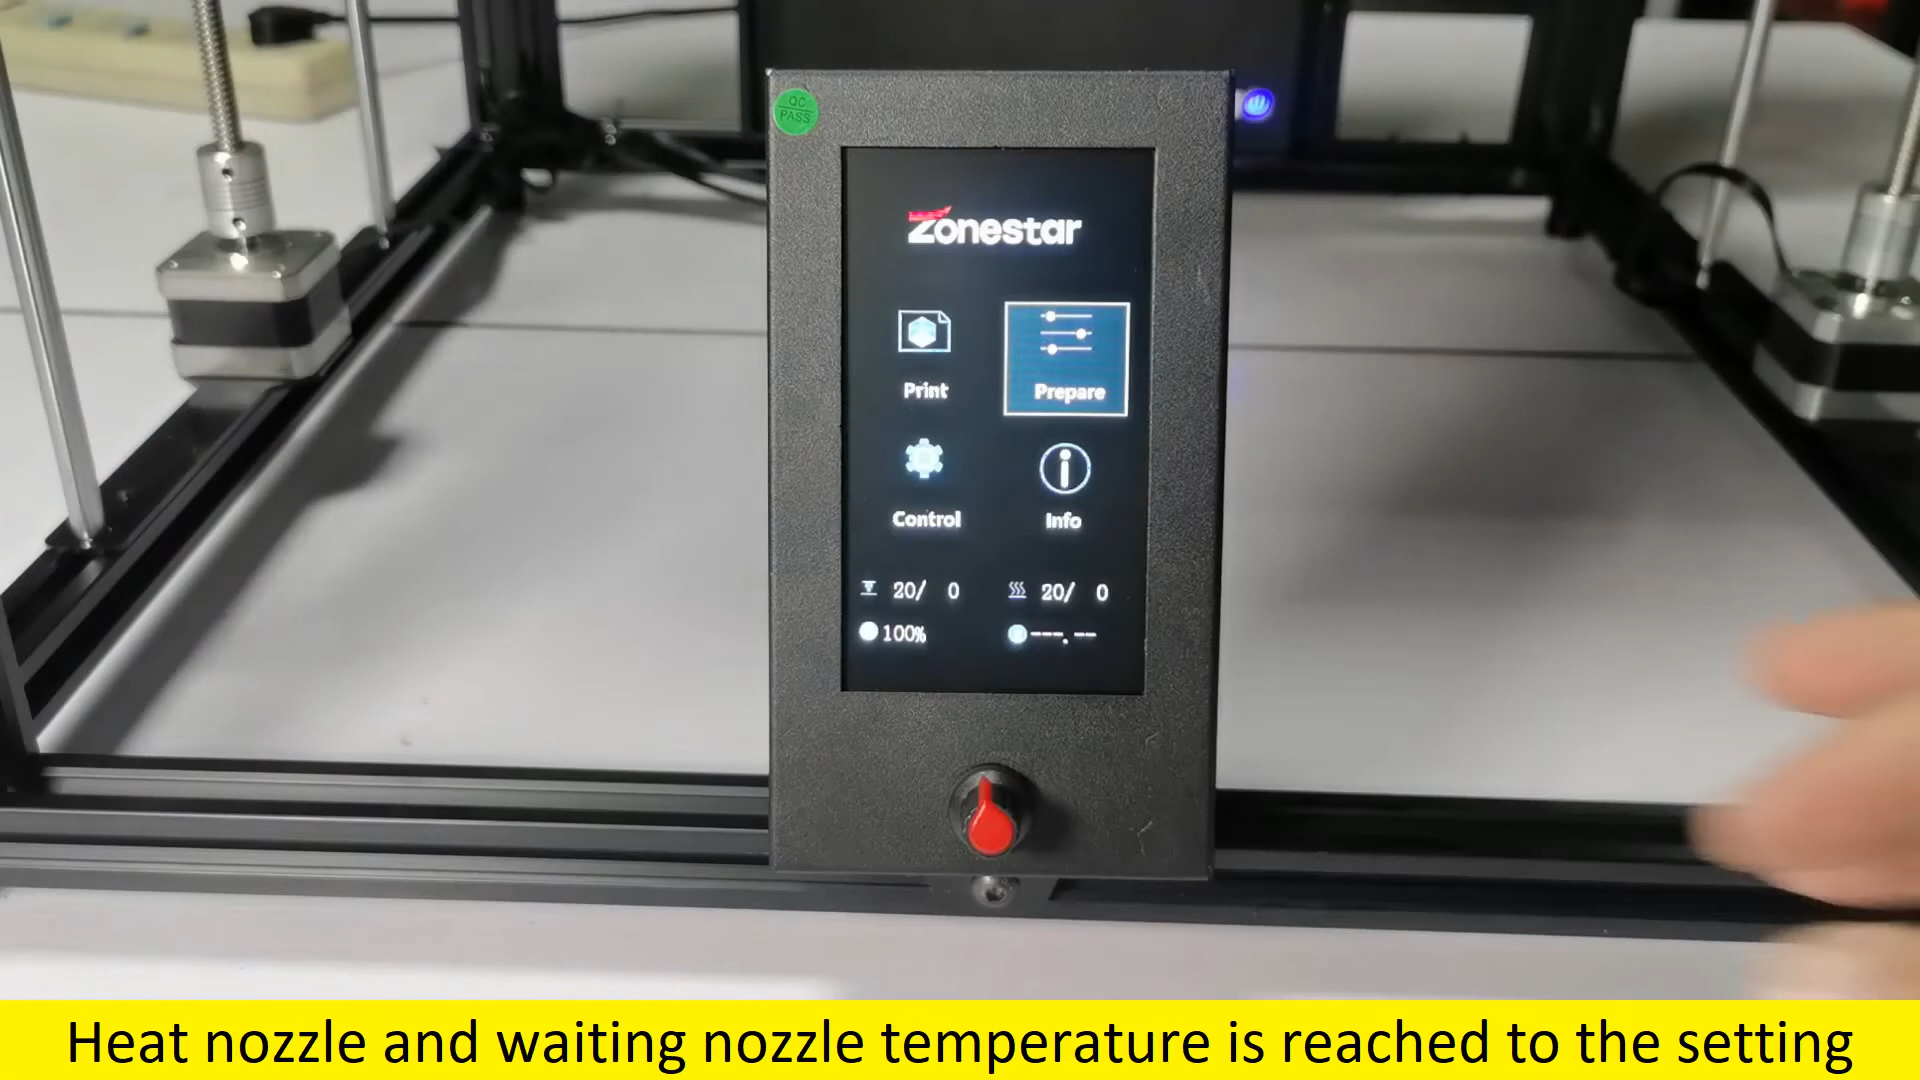 QC
PASS
Zonestar
Print
Prepare
Control
Info
20/ 0
20/ 0
100%
---.--
Heat nozzle and waiting nozzle temperature is reached to the setting